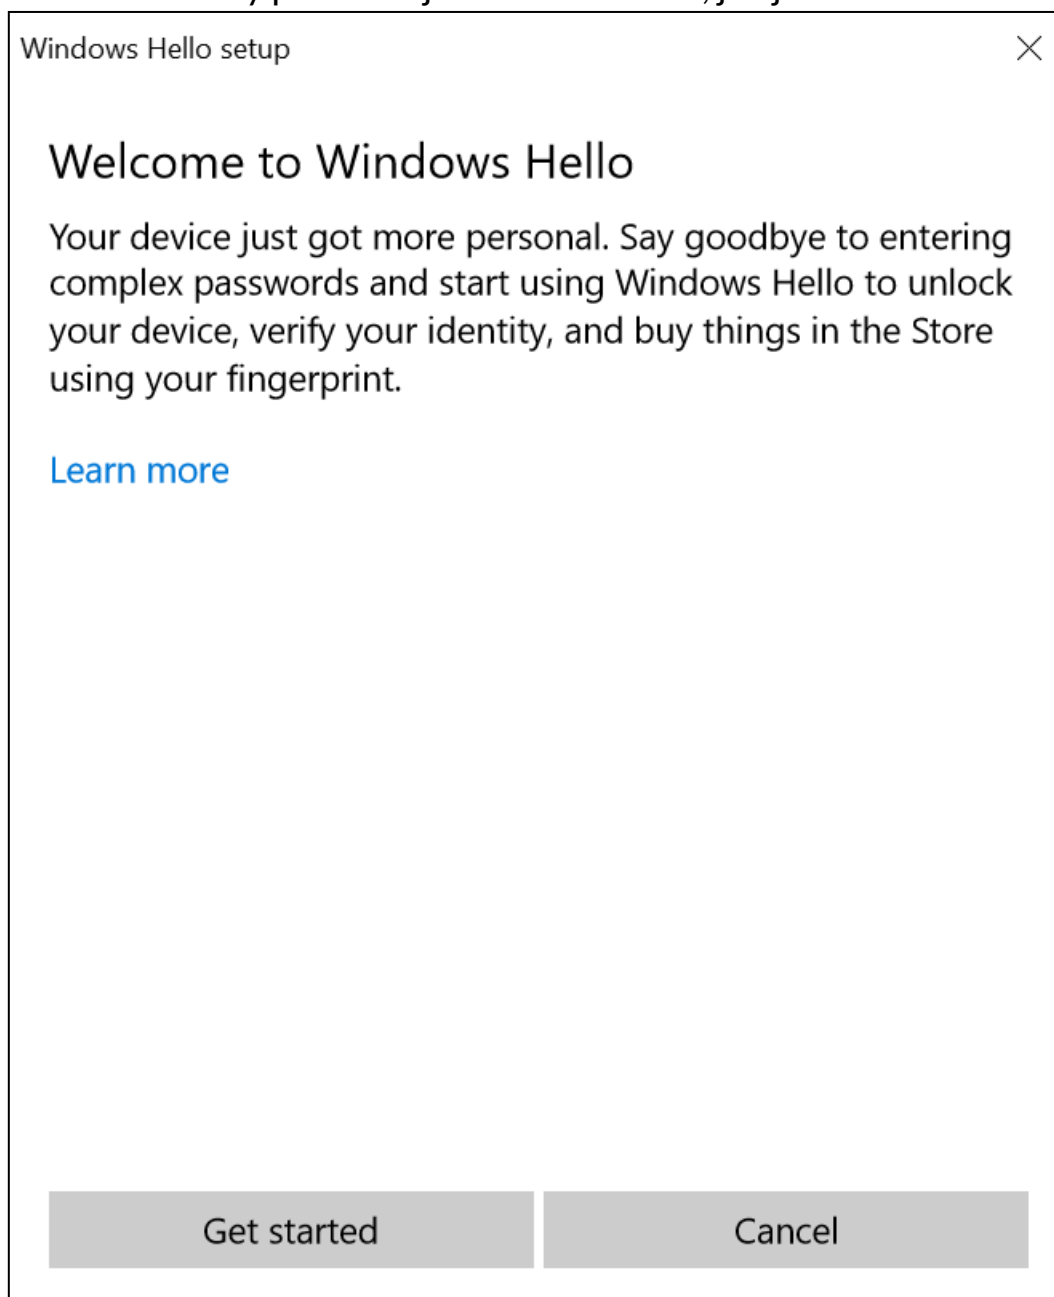 Windows Hello setup
Welcome to Windows Hello
Your device just got more personal. Say goodbye to entering
complex passwords and start using Windows Hello to unlock
your device, verify your identity, and buy things in the Store
using your fingerprint.
Learn more
Get started
Cancel